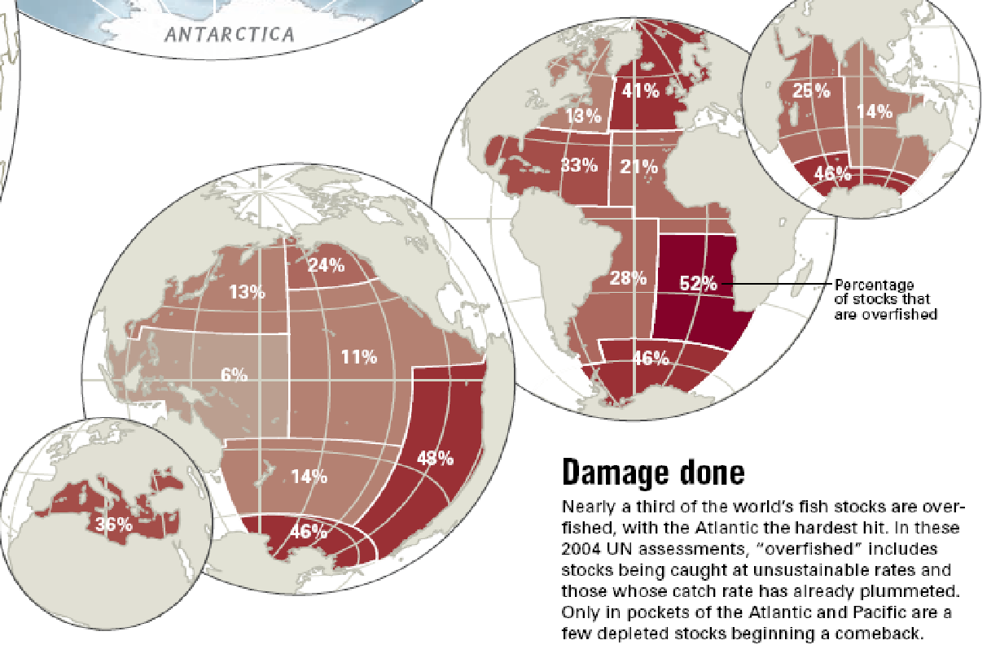 ANTARCTICA
41%
13%
33%
21%
28%
52%
46%
25%
14%
46%
Percentage
of stocks that
are overfished
24%
13%
11%
6%
48%
14%
46%
36%
Damage done
Nearly a third of the world's fish stocks are over-
fished, with the Atlantic the hardest hit. In these
2004 UN assessments, “overfished” includes
stocks being caught at unsustainable rates and
those whose catch rate has already plummeted.
Only in pockets of the Atlantic and Pacific are a
few depleted stocks beginning a comeback.